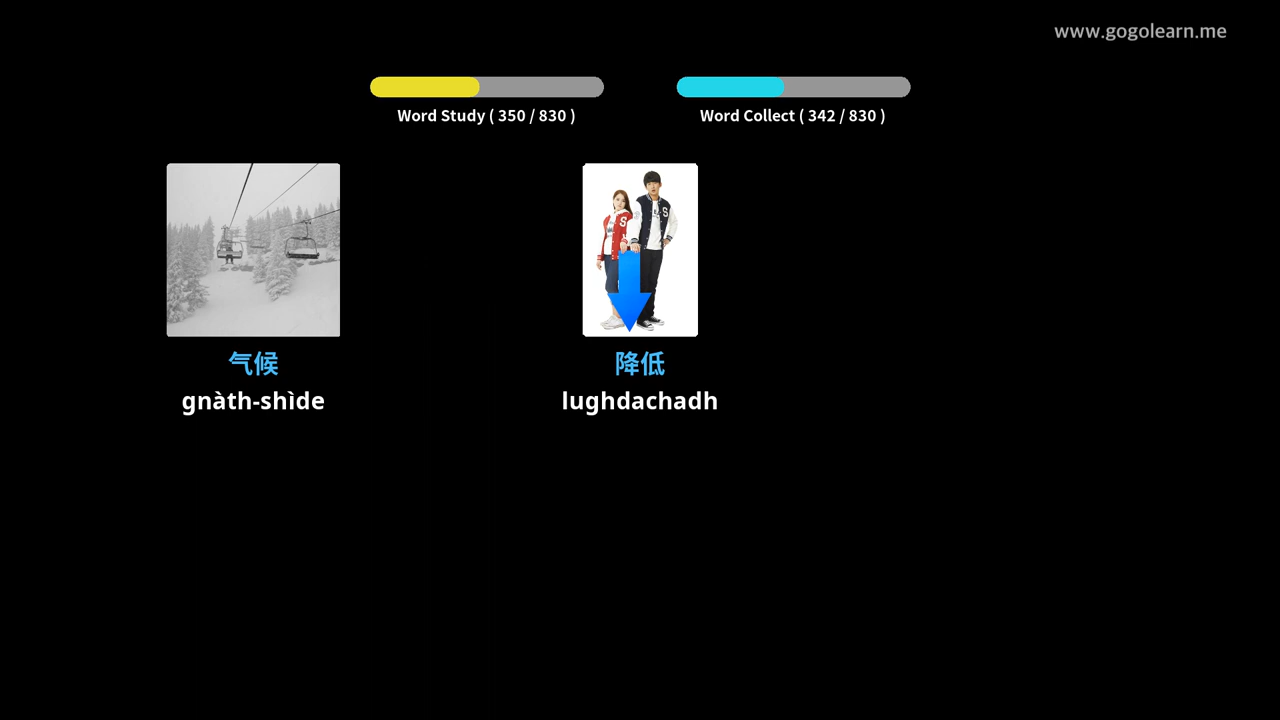 www.gogolearn.me
Word Study ( 350 / 830 )
Word Collect ( 342 / 830 )
气候
gnàth-shìde
降低
lughdachadh